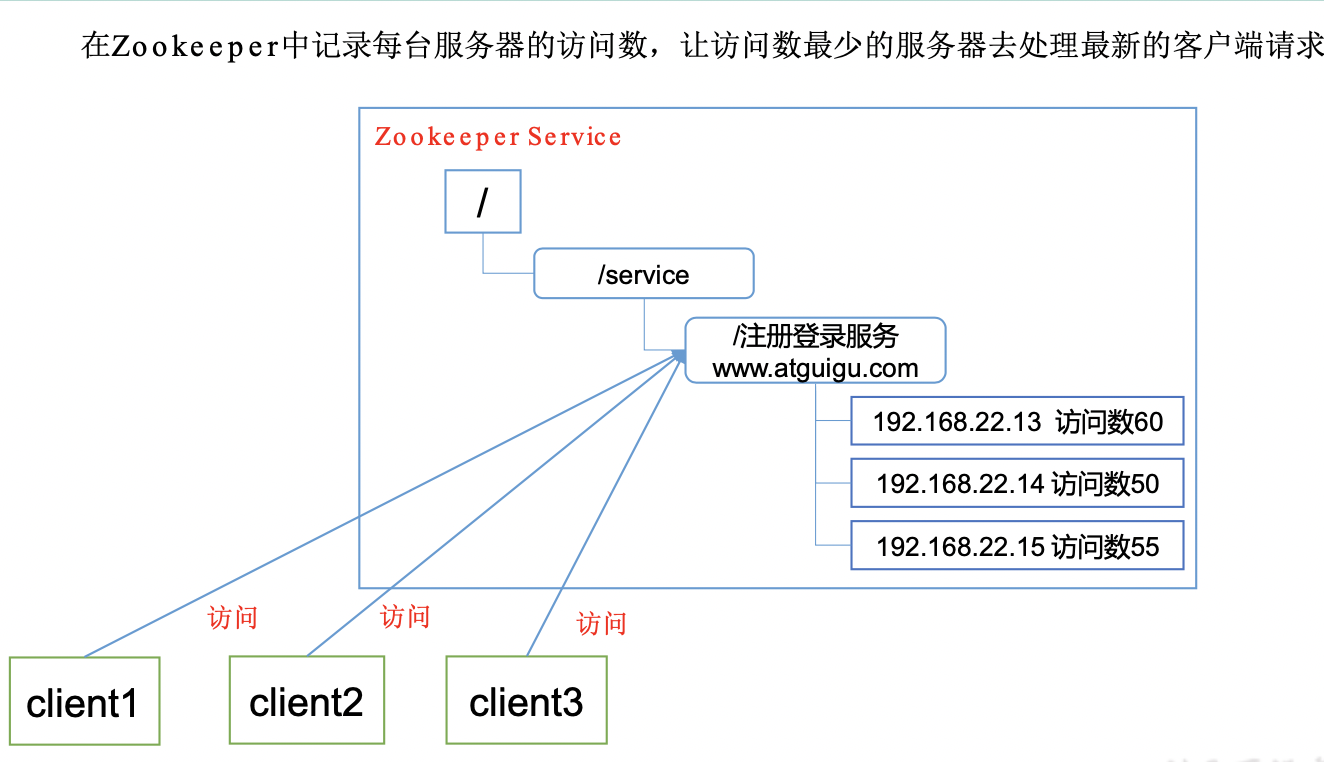 在Zookeeper中记录每台服务器的访问数，让访问数最少的服务器去处理最新的客户端请求
Zookeeper Service
/
/service
/注册登录服务
www.atguigu.com
192.168.22.13 访问数60
192.168.22.14 访问数50
192.168.22.15 访问数55
访问
访问
访问
client1
client2
client3